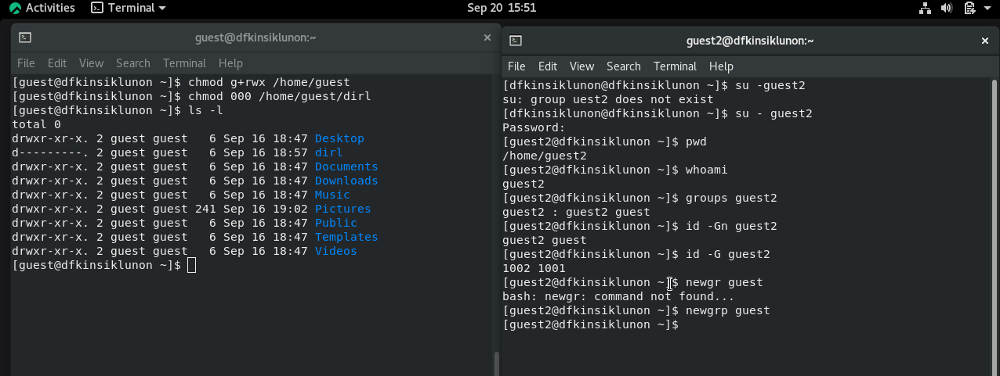 Activities
Terminal
Sep 20 15:51
guest@dfkinsiklunon:~
File Edit View Search Terminal Help
[guest@dfkinsiklunon ~]$ chmod g+rwx /home/guest
[guest@dfkinsiklunon ~]$ chmod 000 /home/guest/dirl
[guest@dfkinsiklunon ~]$ ls -l
total 0
drwxr-xr-x. 2 guest guest   6 Sep 16 18:47 Desktop
d---------. 2 guest guest   6 Sep 16 18:57 dirl
drwxr-xr-x. 2 guest guest   6 Sep 16 18:47 Documents
drwxr-xr-x. 2 guest guest   6 Sep 16 18:47 Downloads
drwxr-xr-x. 2 guest guest   6 Sep 16 18:47 Music
drwxr-xr-x. 2 guest guest 241 Sep 16 19:02 Pictures
drwxr-xr-x. 2 guest guest   6 Sep 16 18:47 Public
drwxr-xr-x. 2 guest guest   6 Sep 16 18:47 Templates
drwxr-xr-x. 2 guest guest   6 Sep 16 18:47 Videos
[guest@dfkinsiklunon ~]$
guest2@dfkinsiklunon:~
File Edit View Search Terminal Help
[dfkinsiklunon@dfkinsiklunon ~]$ su -guest2
su: group uest2 does not exist
[dfkinsiklunon@dfkinsiklunon ~]$ su - guest2
Password:
[guest2@dfkinsiklunon ~]$ pwd
/home/guest2
[guest2@dfkinsiklunon ~]$ whoami
guest2
[guest2@dfkinsiklunon ~]$ groups guest2
guest2 : guest2 guest
[guest2@dfkinsiklunon ~]$ id -Gn guest2
guest2 guest
[guest2@dfkinsiklunon ~]$ id -G guest2
1002 1001
[guest2@dfkinsiklunon ~]$ newgr guest
bash: newgr: command not found...
[guest2@dfkinsiklunon ~]$ newgrp guest
[guest2@dfkinsiklunon ~]$